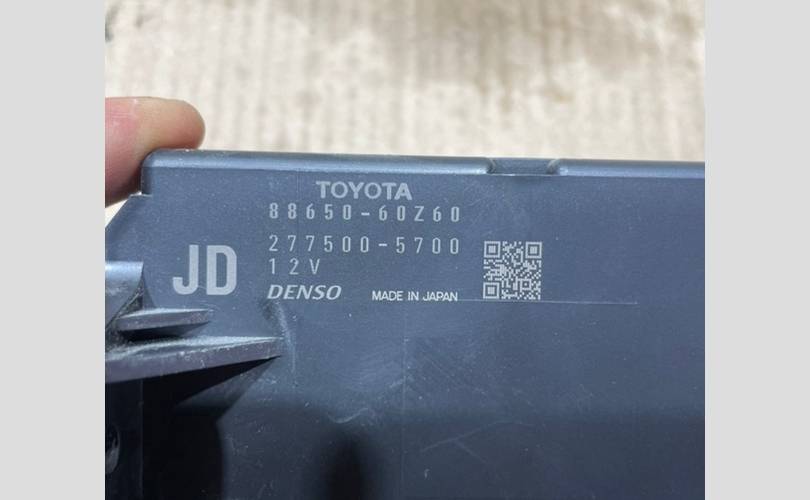 TOYOTA
88650-60Z60
277500-5700
JD
12V
DENSO MADE IN JAPAN